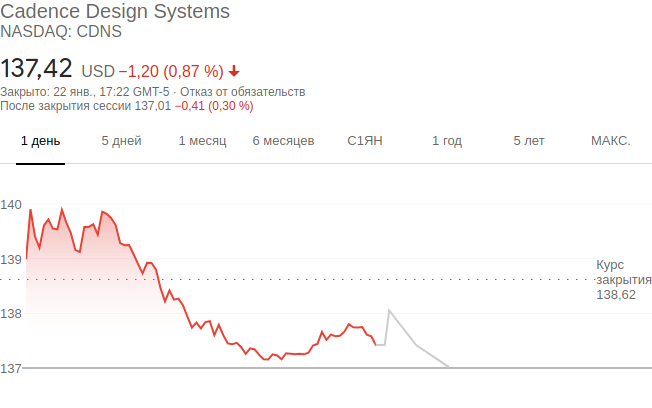 Cadence Design Systems
NASDAQ: CDNS
137,42 USD −1,20 (0,87 %)
Закрыто: 22 янв., 17:22 GMT-5 · Отказ от обязательств
После закрытия сессии 137,01 −0,41 (0,30 %)
1 день 5 дней 1 месяц 6 месяцев С1ЯН 1 год 5 лет МАКС.
140
139
Курс
закрытия
138,62
138
137